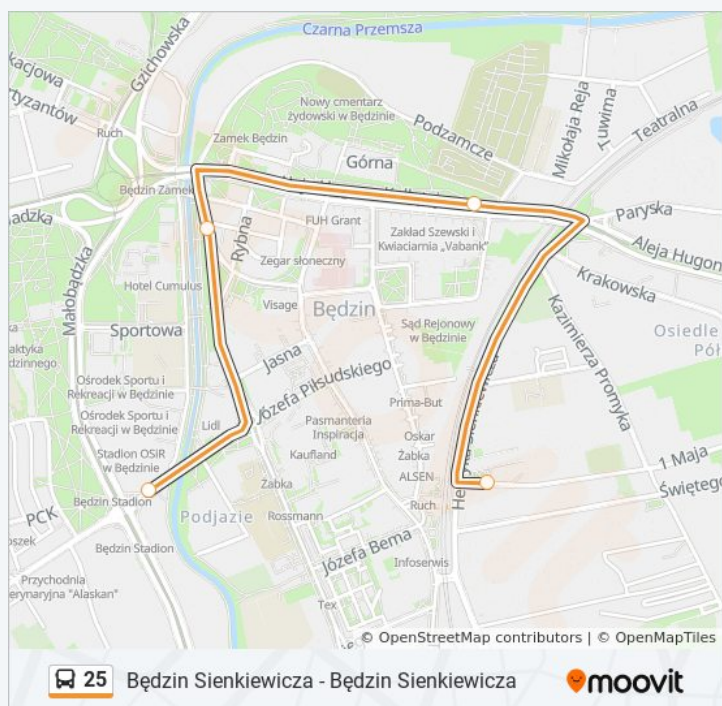 Czarna Przemsza
Gzichowska
Nowy cmentarz
żydowski w Będzinie
Mikołaja Reja
Tuwima
Teatralna
Ruch
Zamek Będzin
Podzamcze
Górna
Będzin Zamek
Paryska
Rybna
FUH Grant
Zakład Szewski i
Kwiaciarnia „Vabank”
Aleja Hugon
Małobądzka
Zegar słoneczny
Hotel Cumulus
Krakowska
Visage
Będzin
Sportowa
Sąd Rejonowy
w Będzinie
Osiedle
Pół
Kazimierza Promyka
Jasna
Józefa Piłsudskiego
Ośrodek Sportu i
Rekreacji w Będzinie
Ośrodek Sportu i
Rekreacji w Będzinie
Prima-But
Pasmanteria
Inspiracja
Lidl
Oskar
Stadion OSiR
w Będzinie
Kaufland
Żabka
1 Maja
ALSEN
Żabka
Będzin Stadion
Ruch
Świętego
PCK
Podjazie
Rossmann
Będzin Stadion
Józefa Bema
Infoserwis
Przychodnia
"Alaskan"
Tex
© OpenStreetMap contributors | © OpenMapTiles
25 Będzin Sienkiewicza - Będzin Sienkiewicza moovit